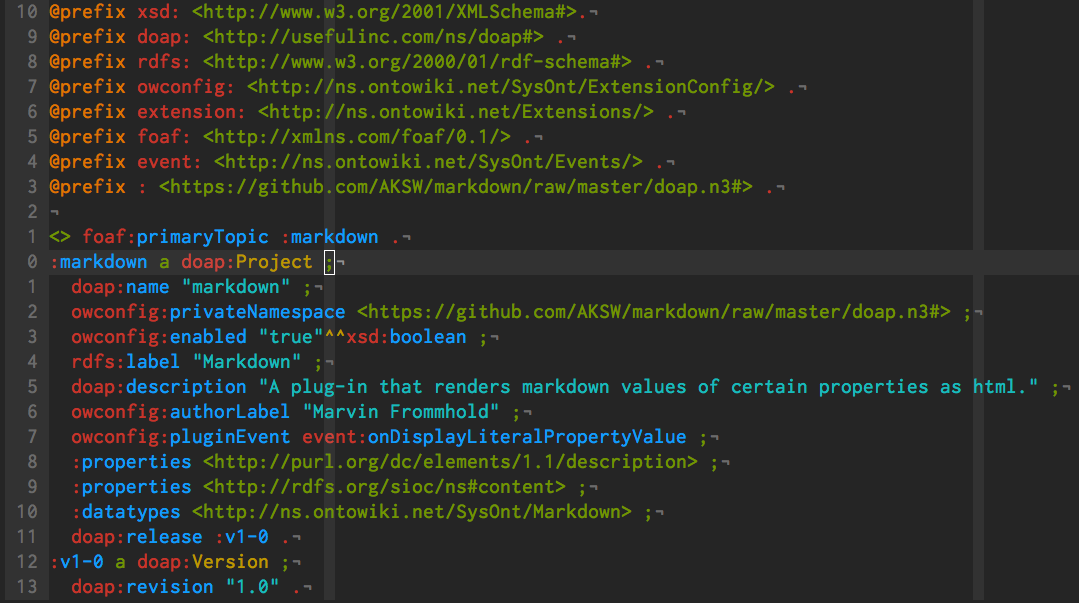 10 @prefix xsd: <http://www.w3.org/2001/XMLSchema#>.¬
9 @prefix doap: <http://usefulinc.com/ns/doap#> .¬
8 @prefix rdfs: <http://www.w3.org/2000/01/rdf-schema#> .¬
7 @prefix owconfig: <http://ns.ontowiki.net/SysOnt/ExtensionConfig/> .¬
6 @prefix extension: <http://ns.ontowiki.net/Extensions/> .¬
5 @prefix foaf: <http://xmlns.com/foaf/0.1/> .¬
4 @prefix event: <http://ns.ontowiki.net/SysOnt/Events/> .¬
3 @prefix : <https://github.com/AKSW/markdown/raw/master/doap.n3#> .¬
2 ¬
1 <> foaf:primaryTopic :markdown .¬
0 :markdown a doap:Project ;¬
1   doap:name "markdown" ;¬
2   owconfig:privateNamespace <https://github.com/AKSW/markdown/raw/master/doap.n3#> ;¬
3   owconfig:enabled "true"^^xsd:boolean ;¬
4   rdfs:label "Markdown" ;¬
5   doap:description "A plug-in that renders markdown values of certain properties as html." ;¬
6   owconfig:authorLabel "Marvin Frommhold" ;¬
7   owconfig:pluginEvent event:onDisplayLiteralPropertyValue ;¬
8   :properties <http://purl.org/dc/elements/1.1/description> ;¬
9   :properties <http://rdfs.org/sioc/ns#content> ;¬
10   :datatypes <http://ns.ontowiki.net/SysOnt/Markdown> ;¬
11   doap:release :v1-0 .¬
12 :v1-0 a doap:Version ;¬
13   doap:revision "1.0" .¬